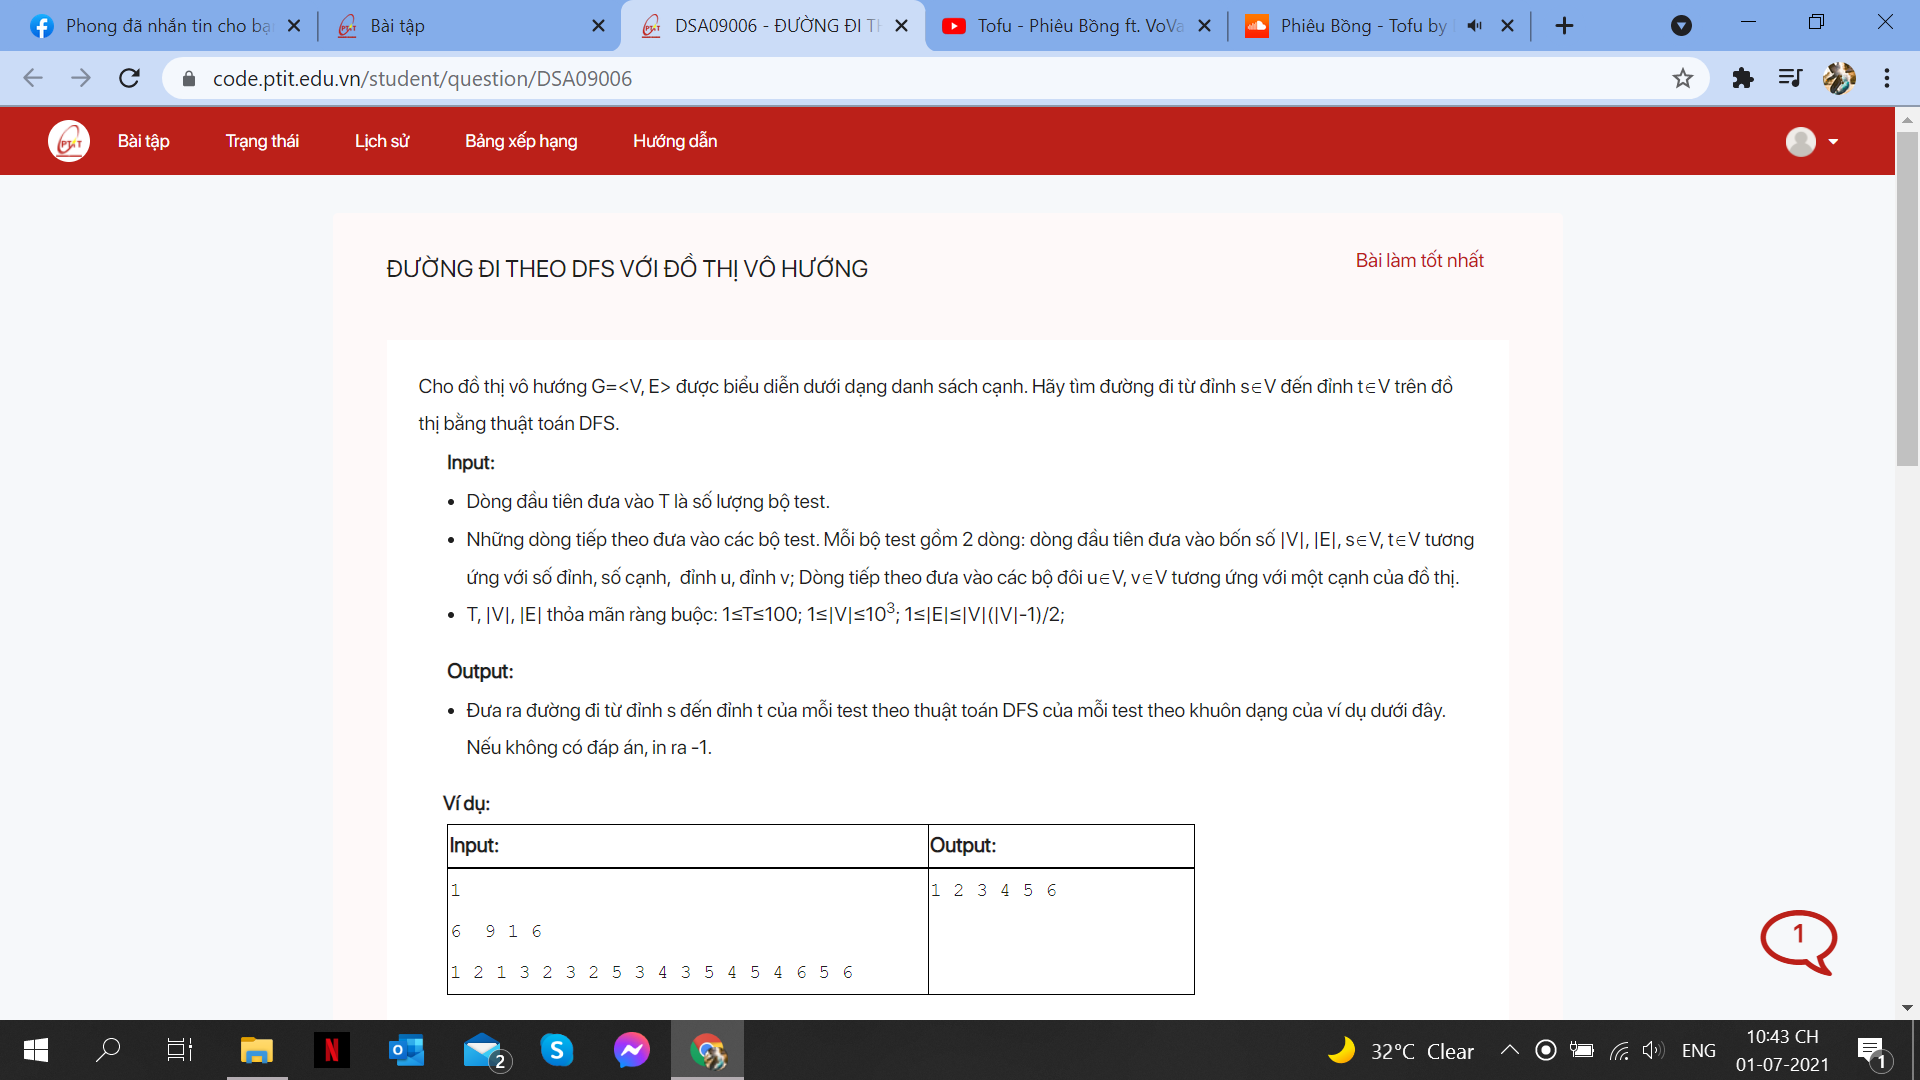 Phong đã nhắn tin cho bạ
Bài tập
DSA09006 - ĐƯỜNG ĐI TH
Tofu - Phiêu Bồng ft. VoVa
Phiêu Bồng - Tofu by
code.ptit.edu.vn/student/question/DSA09006
PTIT Bài tập Trạng thái Lịch sử Bảng xếp hạng Hướng dẫn
ĐƯỜNG ĐI THEO DFS VỚI ĐỒ THỊ VÔ HƯỚNG
Bài làm tốt nhất
Cho đồ thị vô hướng G=<V, E> được biểu diễn dưới dạng danh sách cạnh. Hãy tìm đường đi từ đỉnh s∈V đến đỉnh t∈V trên đồ
thị bằng thuật toán DFS.
Input:
• Dòng đầu tiên đưa vào T là số lượng bộ test.
• Những dòng tiếp theo đưa vào các bộ test. Mỗi bộ test gồm 2 dòng: dòng đầu tiên đưa vào bốn số |V|, |E|, s∈V, t∈V tương
ứng với số đỉnh, số cạnh, đỉnh u, đỉnh v; Dòng tiếp theo đưa vào các bộ đôi u∈V, v∈V tương ứng với một cạnh của đồ thị.
• T, |V|, |E| thỏa mãn ràng buộc: 1≤T≤100; 1≤|V|≤10³; 1≤|E|≤|V|(|V|-1)/2;
Output:
• Đưa ra đường đi từ đỉnh s đến đỉnh t của mỗi test theo thuật toán DFS của mỗi test theo khuôn dạng của ví dụ dưới đây.
Nếu không có đáp án, in ra -1.
Ví dụ:
Input: Output:
1 1 2 3 4 5 6
6 9 1 6
1 2 1 3 2 3 2 5 3 4 3 5 4 5 4 6 5 6
1
N
2
32°C Clear
ENG
10:43 CH
01-07-2021
1